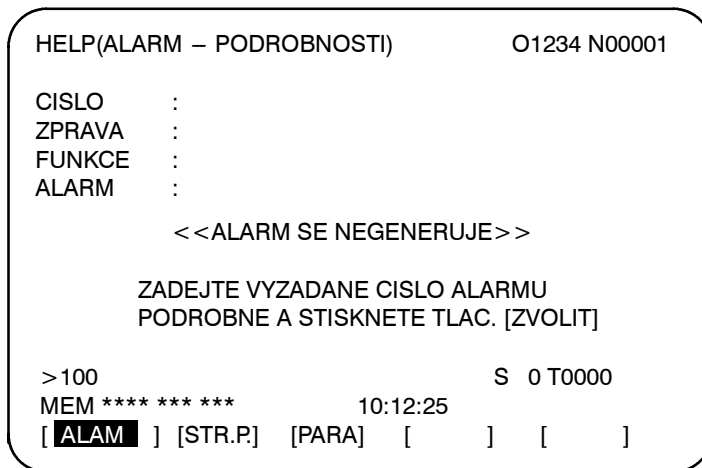 HELP(ALARM – PODROBNOSTI) O1234 N00001
CISLO :
ZPRAVA :
FUNKCE :
ALARM :
<<ALARM SE NEGENERUJE>>
ZADEJTE VYZADANE CISLO ALARMU
PODROBNE A STISKNETE TLAC. [ZVOLIT]
>100 S 0 T0000
MEM **** *** *** 10:12:25
[ ALAM ] [STR.P.] [PARA] [ ] [ ]